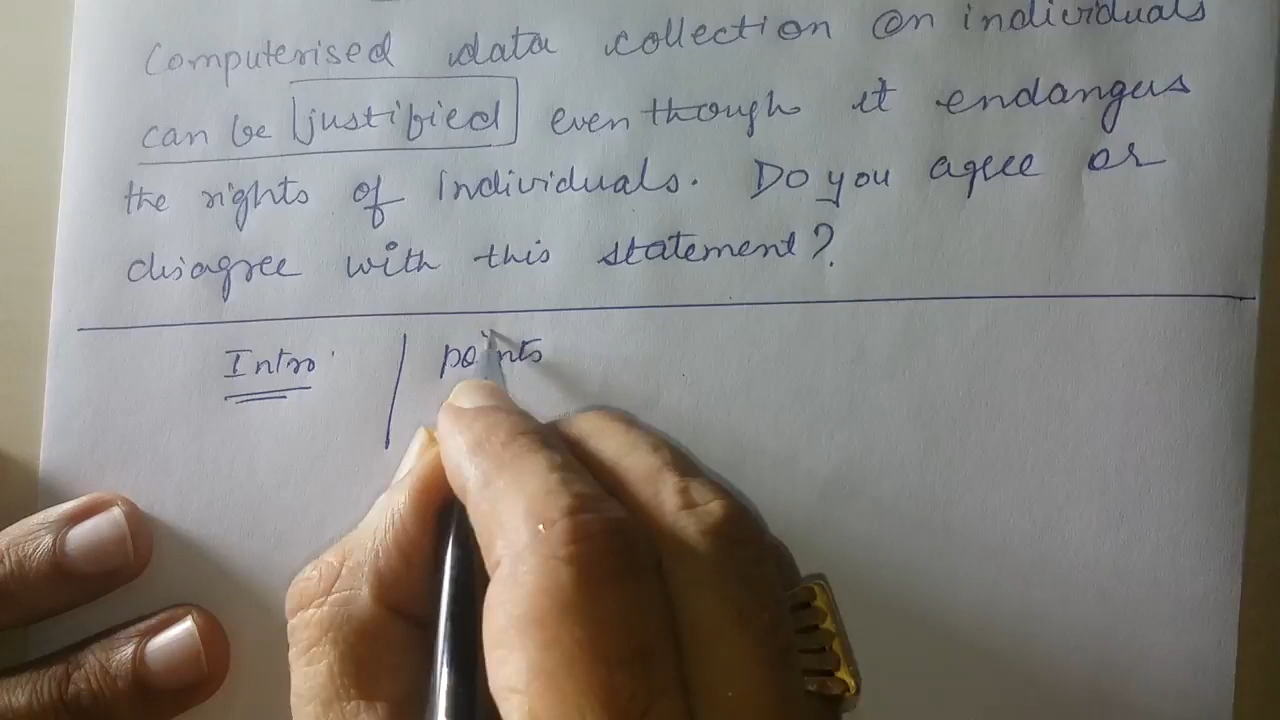 Computerised data collection on individuals
can be justified even though it endangers
the rights of individuals. Do you agree or
disagree with this statement?
Intro points